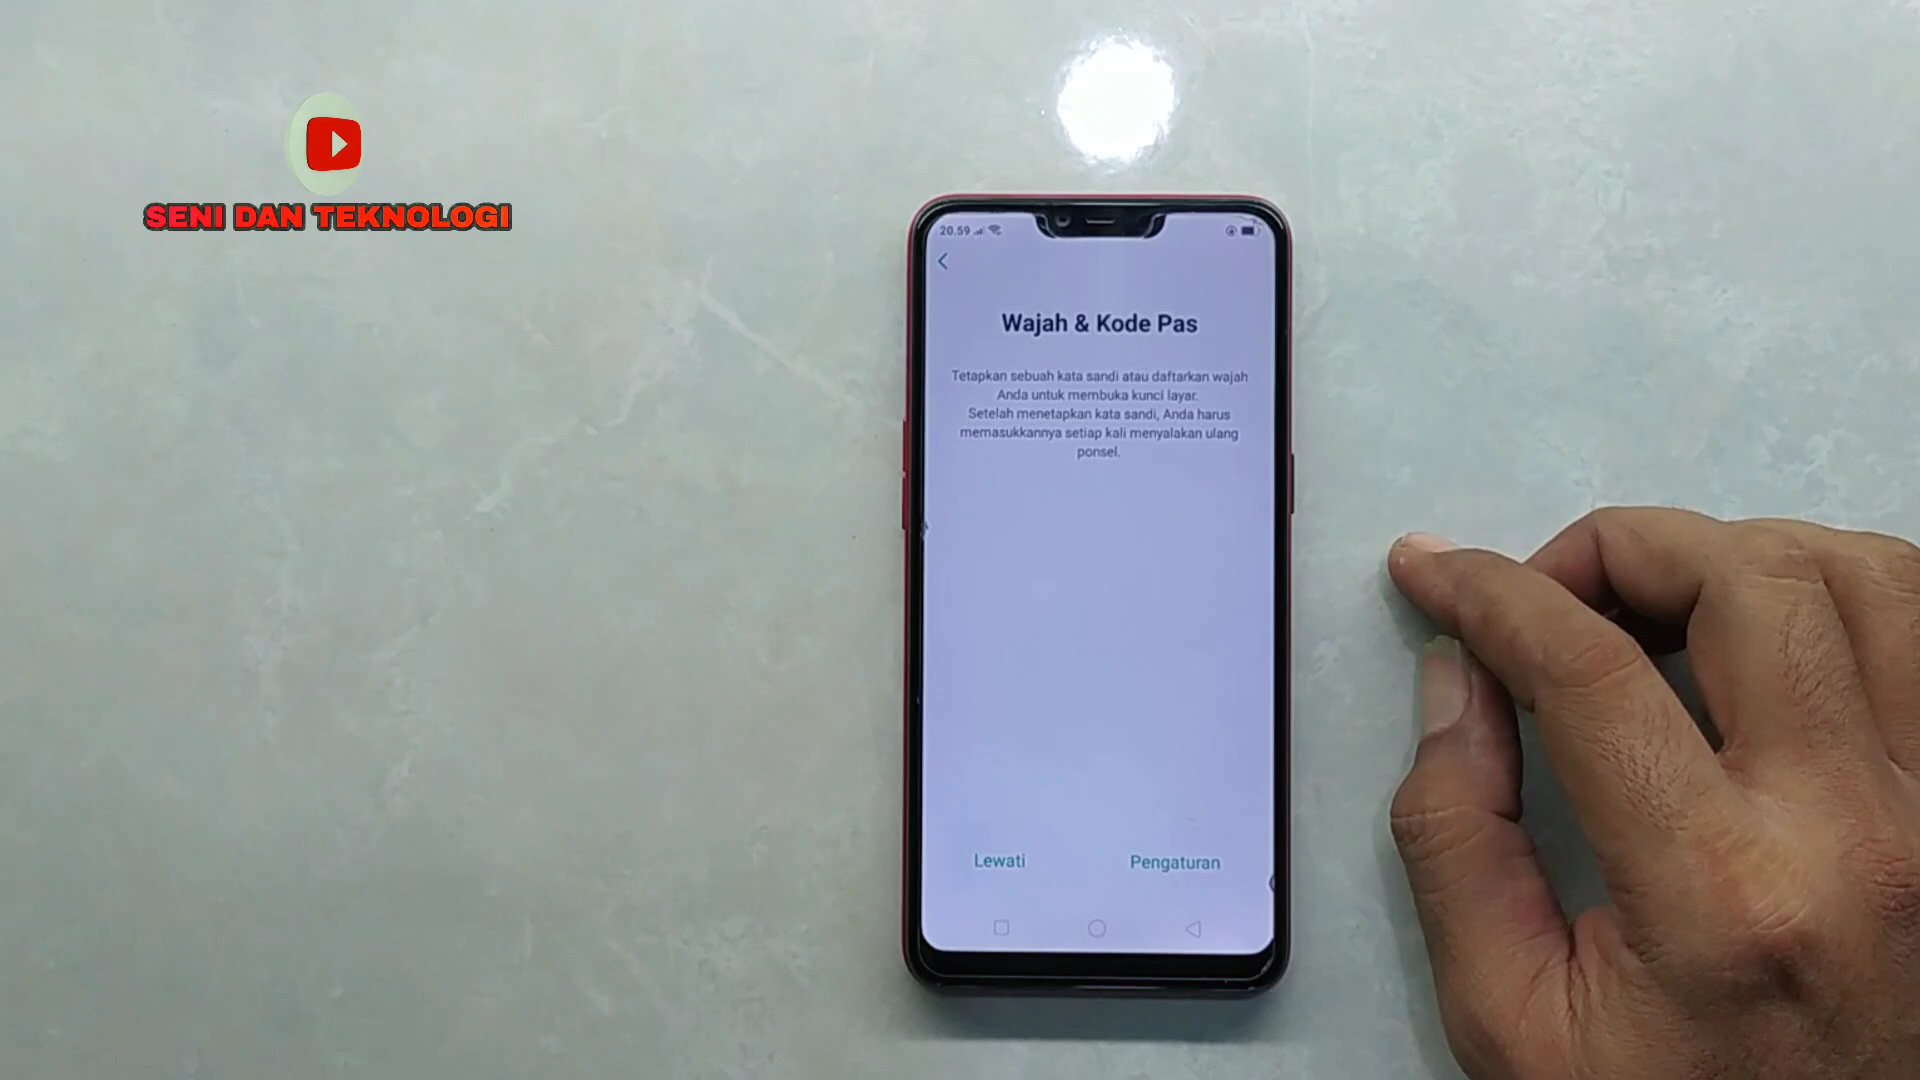 SENI DAN TEKNOLOGI
20.59
Wajah & Kode Pas
Tetapkan sebuah kata sandi atau daftarkan wajah
Anda untuk membuka kunci layar.
Setelah menetapkan kata sandi, Anda harus
memasukkannya setiap kali menyalakan ulang
ponsel.
Lewati
Pengaturan